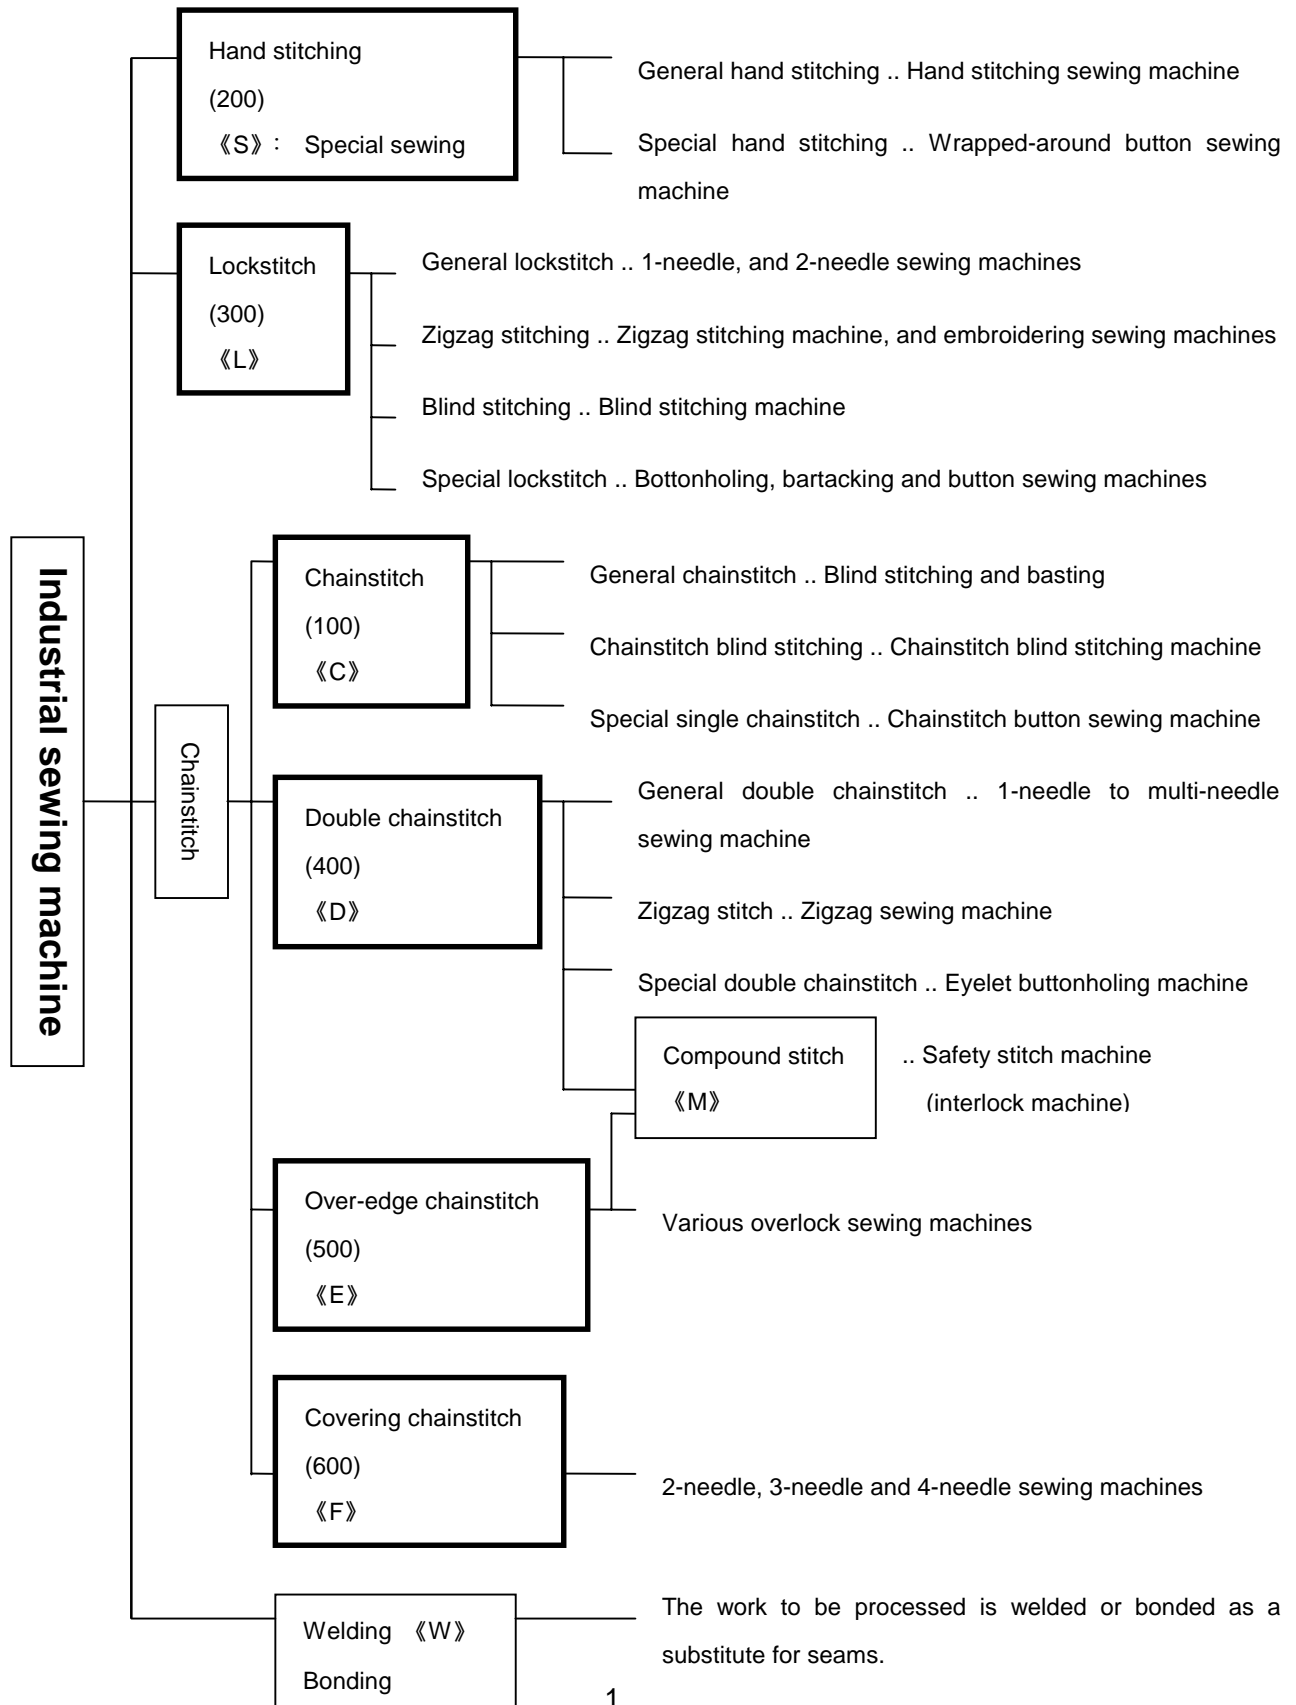 Hand stitching
(200)
《S》： Special sewing
General hand stitching .. Hand stitching sewing machine
Special hand stitching .. Wrapped-around button sewing
machine
Lockstitch
(300)
《L》
General lockstitch .. 1-needle, and 2-needle sewing machines
Zigzag stitching .. Zigzag stitching machine, and embroidering sewing machines
Blind stitching .. Blind stitching machine
Special lockstitch .. Bottonholing, bartacking and button sewing machines
Industrial sewing machine
Chainstitch
Chainstitch
(100)
《C》
General chainstitch .. Blind stitching and basting
Chainstitch blind stitching .. Chainstitch blind stitching machine
Special single chainstitch .. Chainstitch button sewing machine
Double chainstitch
(400)
《D》
General double chainstitch .. 1-needle to multi-needle
sewing machine
Zigzag stitch .. Zigzag sewing machine
Special double chainstitch .. Eyelet buttonholing machine
Compound stitch
《M》
.. Safety stitch machine
(interlock machine)
Over-edge chainstitch
(500)
《E》
Various overlock sewing machines
Covering chainstitch
(600)
《F》
2-needle, 3-needle and 4-needle sewing machines
Welding 《W》
Bonding
The work to be processed is welded or bonded as a
substitute for seams.
1